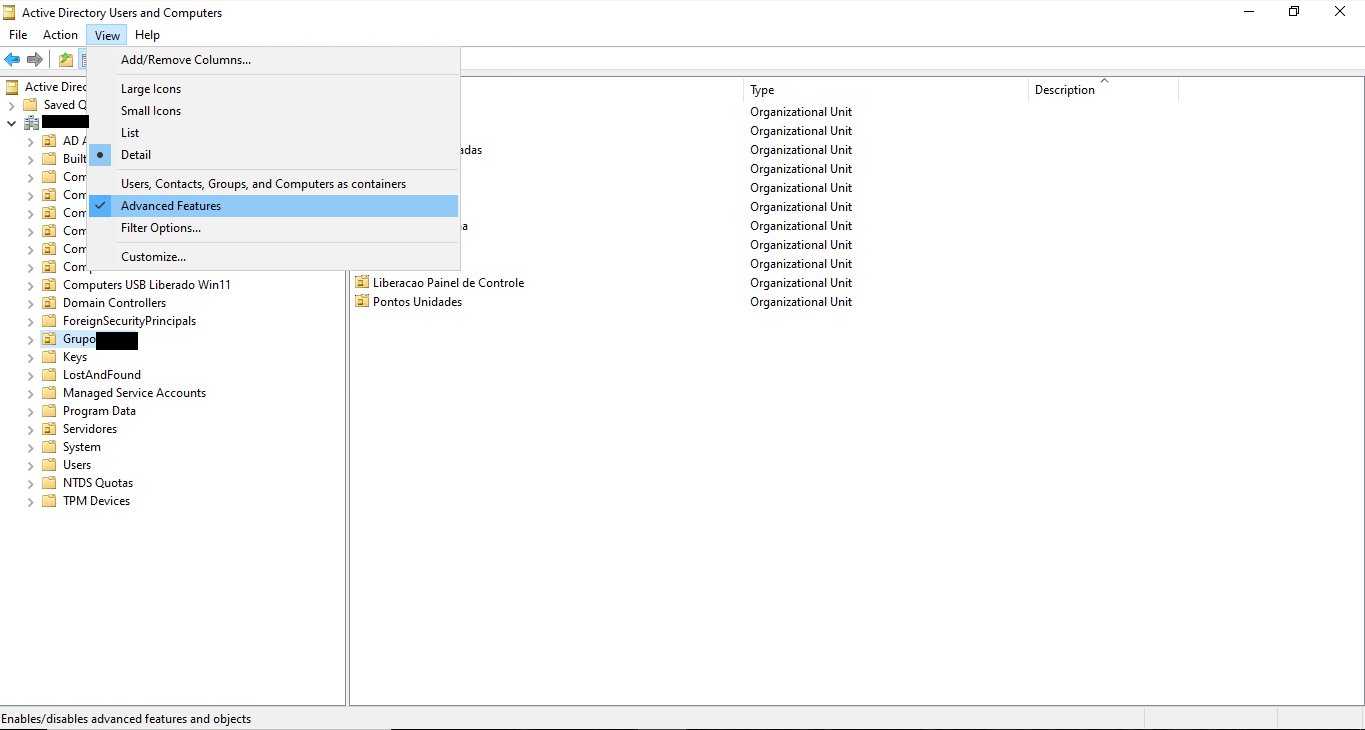 Active Directory Users and Computers
File Action View Help
Add/Remove Columns...
Large Icons
Small Icons
List
Detail
Users, Contacts, Groups, and Computers as containers
Advanced Features
Filter Options...
Customize...
Active Direc
Saved Q
AD A
Built
Com
Com
Com
Com
Com
Comp
Computers USB Liberado Win11
Domain Controllers
ForeignSecurityPrincipals
Grupo
Keys
LostAndFound
Managed Service Accounts
Program Data
Servidores
System
Users
NTDS Quotas
TPM Devices
Type Description
Organizational Unit
Organizational Unit
adas Organizational Unit
Organizational Unit
Organizational Unit
Organizational Unit
a Organizational Unit
Organizational Unit
Organizational Unit
Liberacao Painel de Controle Organizational Unit
Pontos Unidades Organizational Unit
Enables/disables advanced features and objects